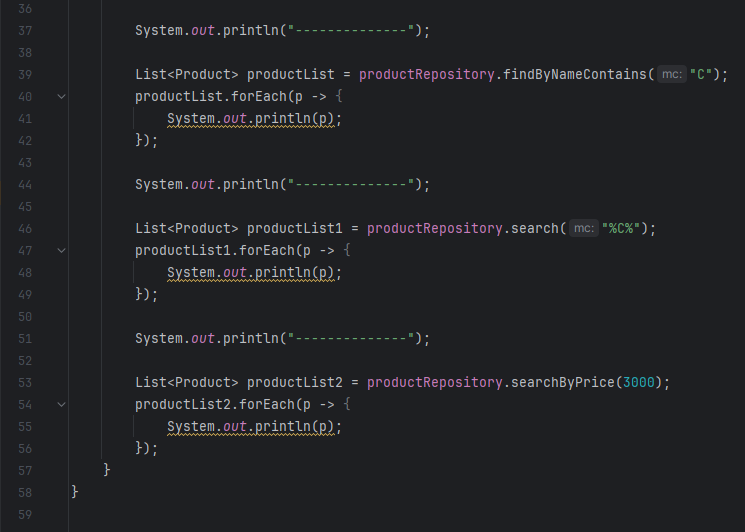 36
37 System.out.println("--------------");
38
39 List<Product> productList = productRepository.findByNameContains( mc: "C");
40 productList.forEach(p -> {
41 System.out.println(p);
42 });
43
44 System.out.println("--------------");
45
46 List<Product> productList1 = productRepository.search( mc: "%C%");
47 productList1.forEach(p -> {
48 System.out.println(p);
49 });
50
51 System.out.println("--------------");
52
53 List<Product> productList2 = productRepository.searchByPrice(3000);
54 productList2.forEach(p -> {
55 System.out.println(p);
56 });
57 }
58 }
59